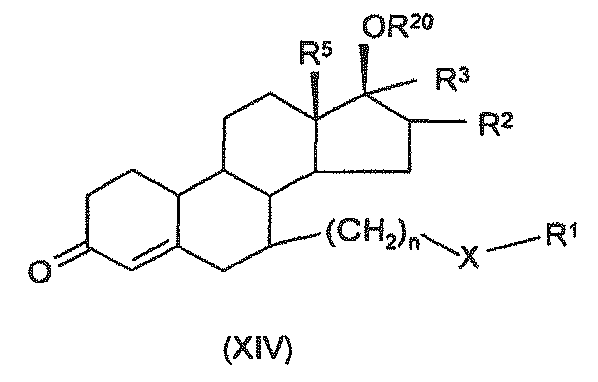 OR²⁰
R⁵
R³
R²
(CH₂)ₙ
X
R¹
O
(XIV)